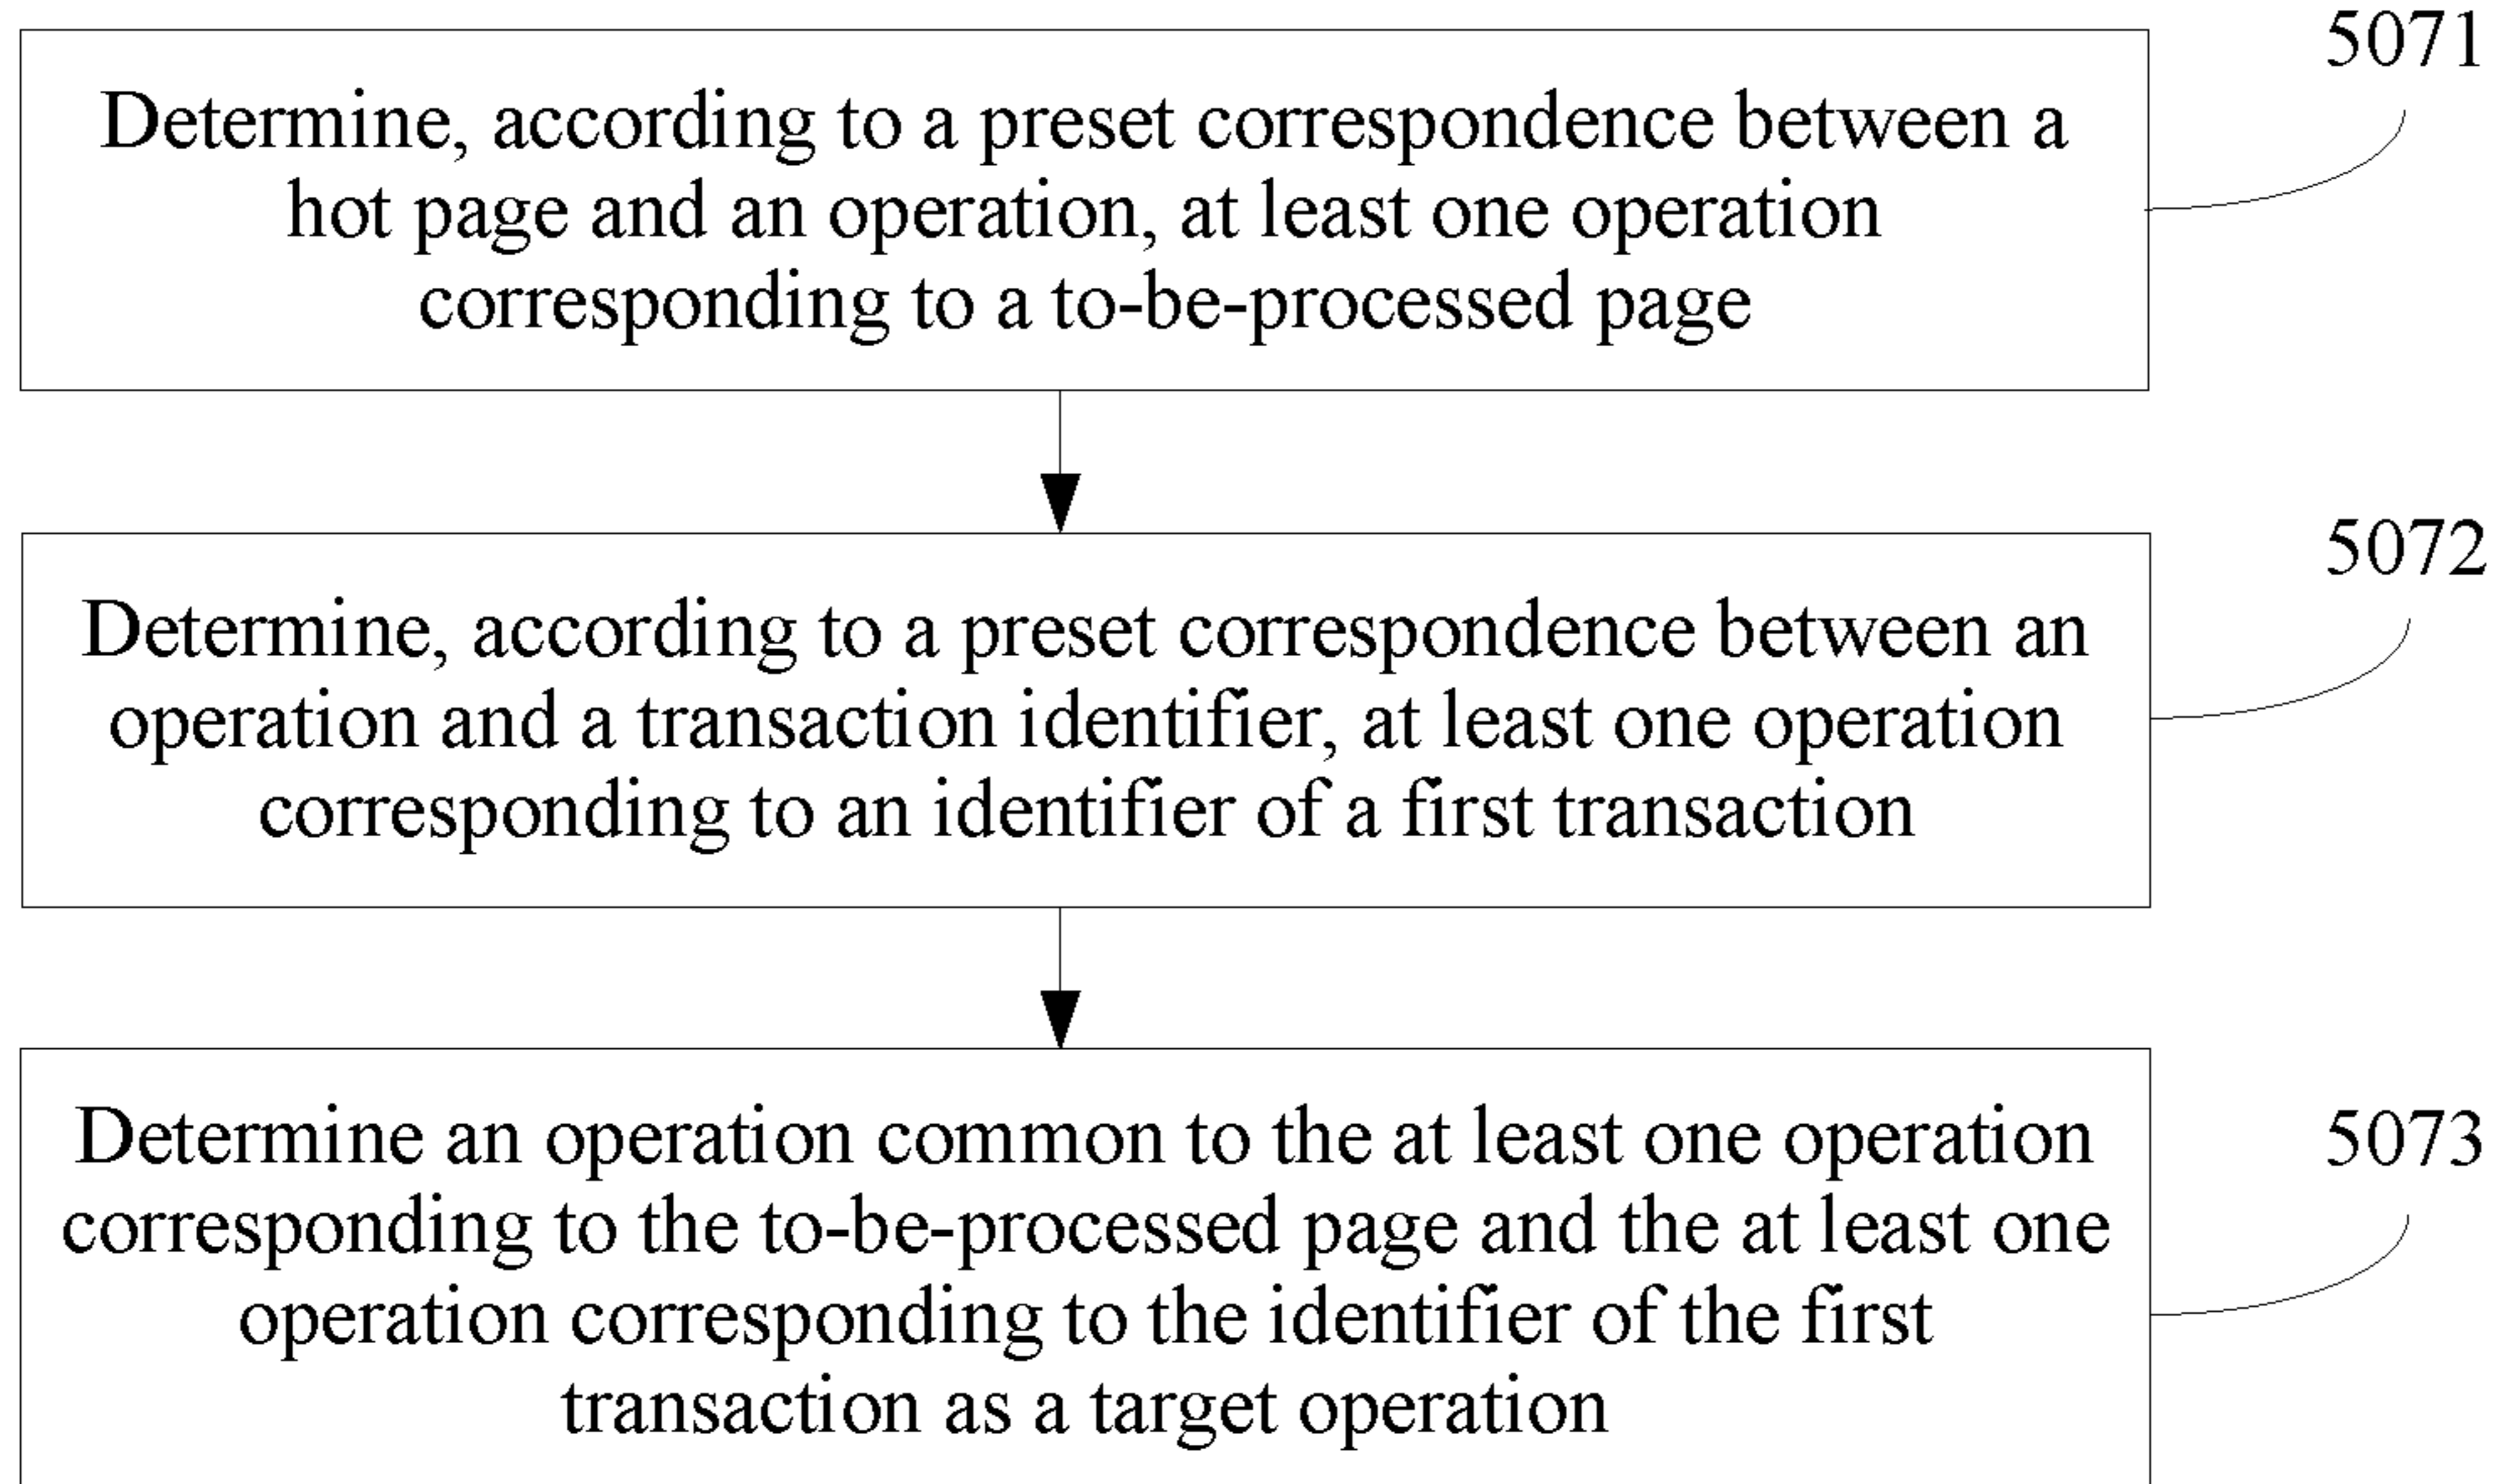 5071
Determine, according to a preset correspondence between a
hot page and an operation, at least one operation
corresponding to a to-be-processed page
5072
Determine, according to a preset correspondence between an
operation and a transaction identifier, at least one operation
corresponding to an identifier of a first transaction
5073
Determine an operation common to the at least one operation
corresponding to the to-be-processed page and the at least one
operation corresponding to the identifier of the first
transaction as a target operation